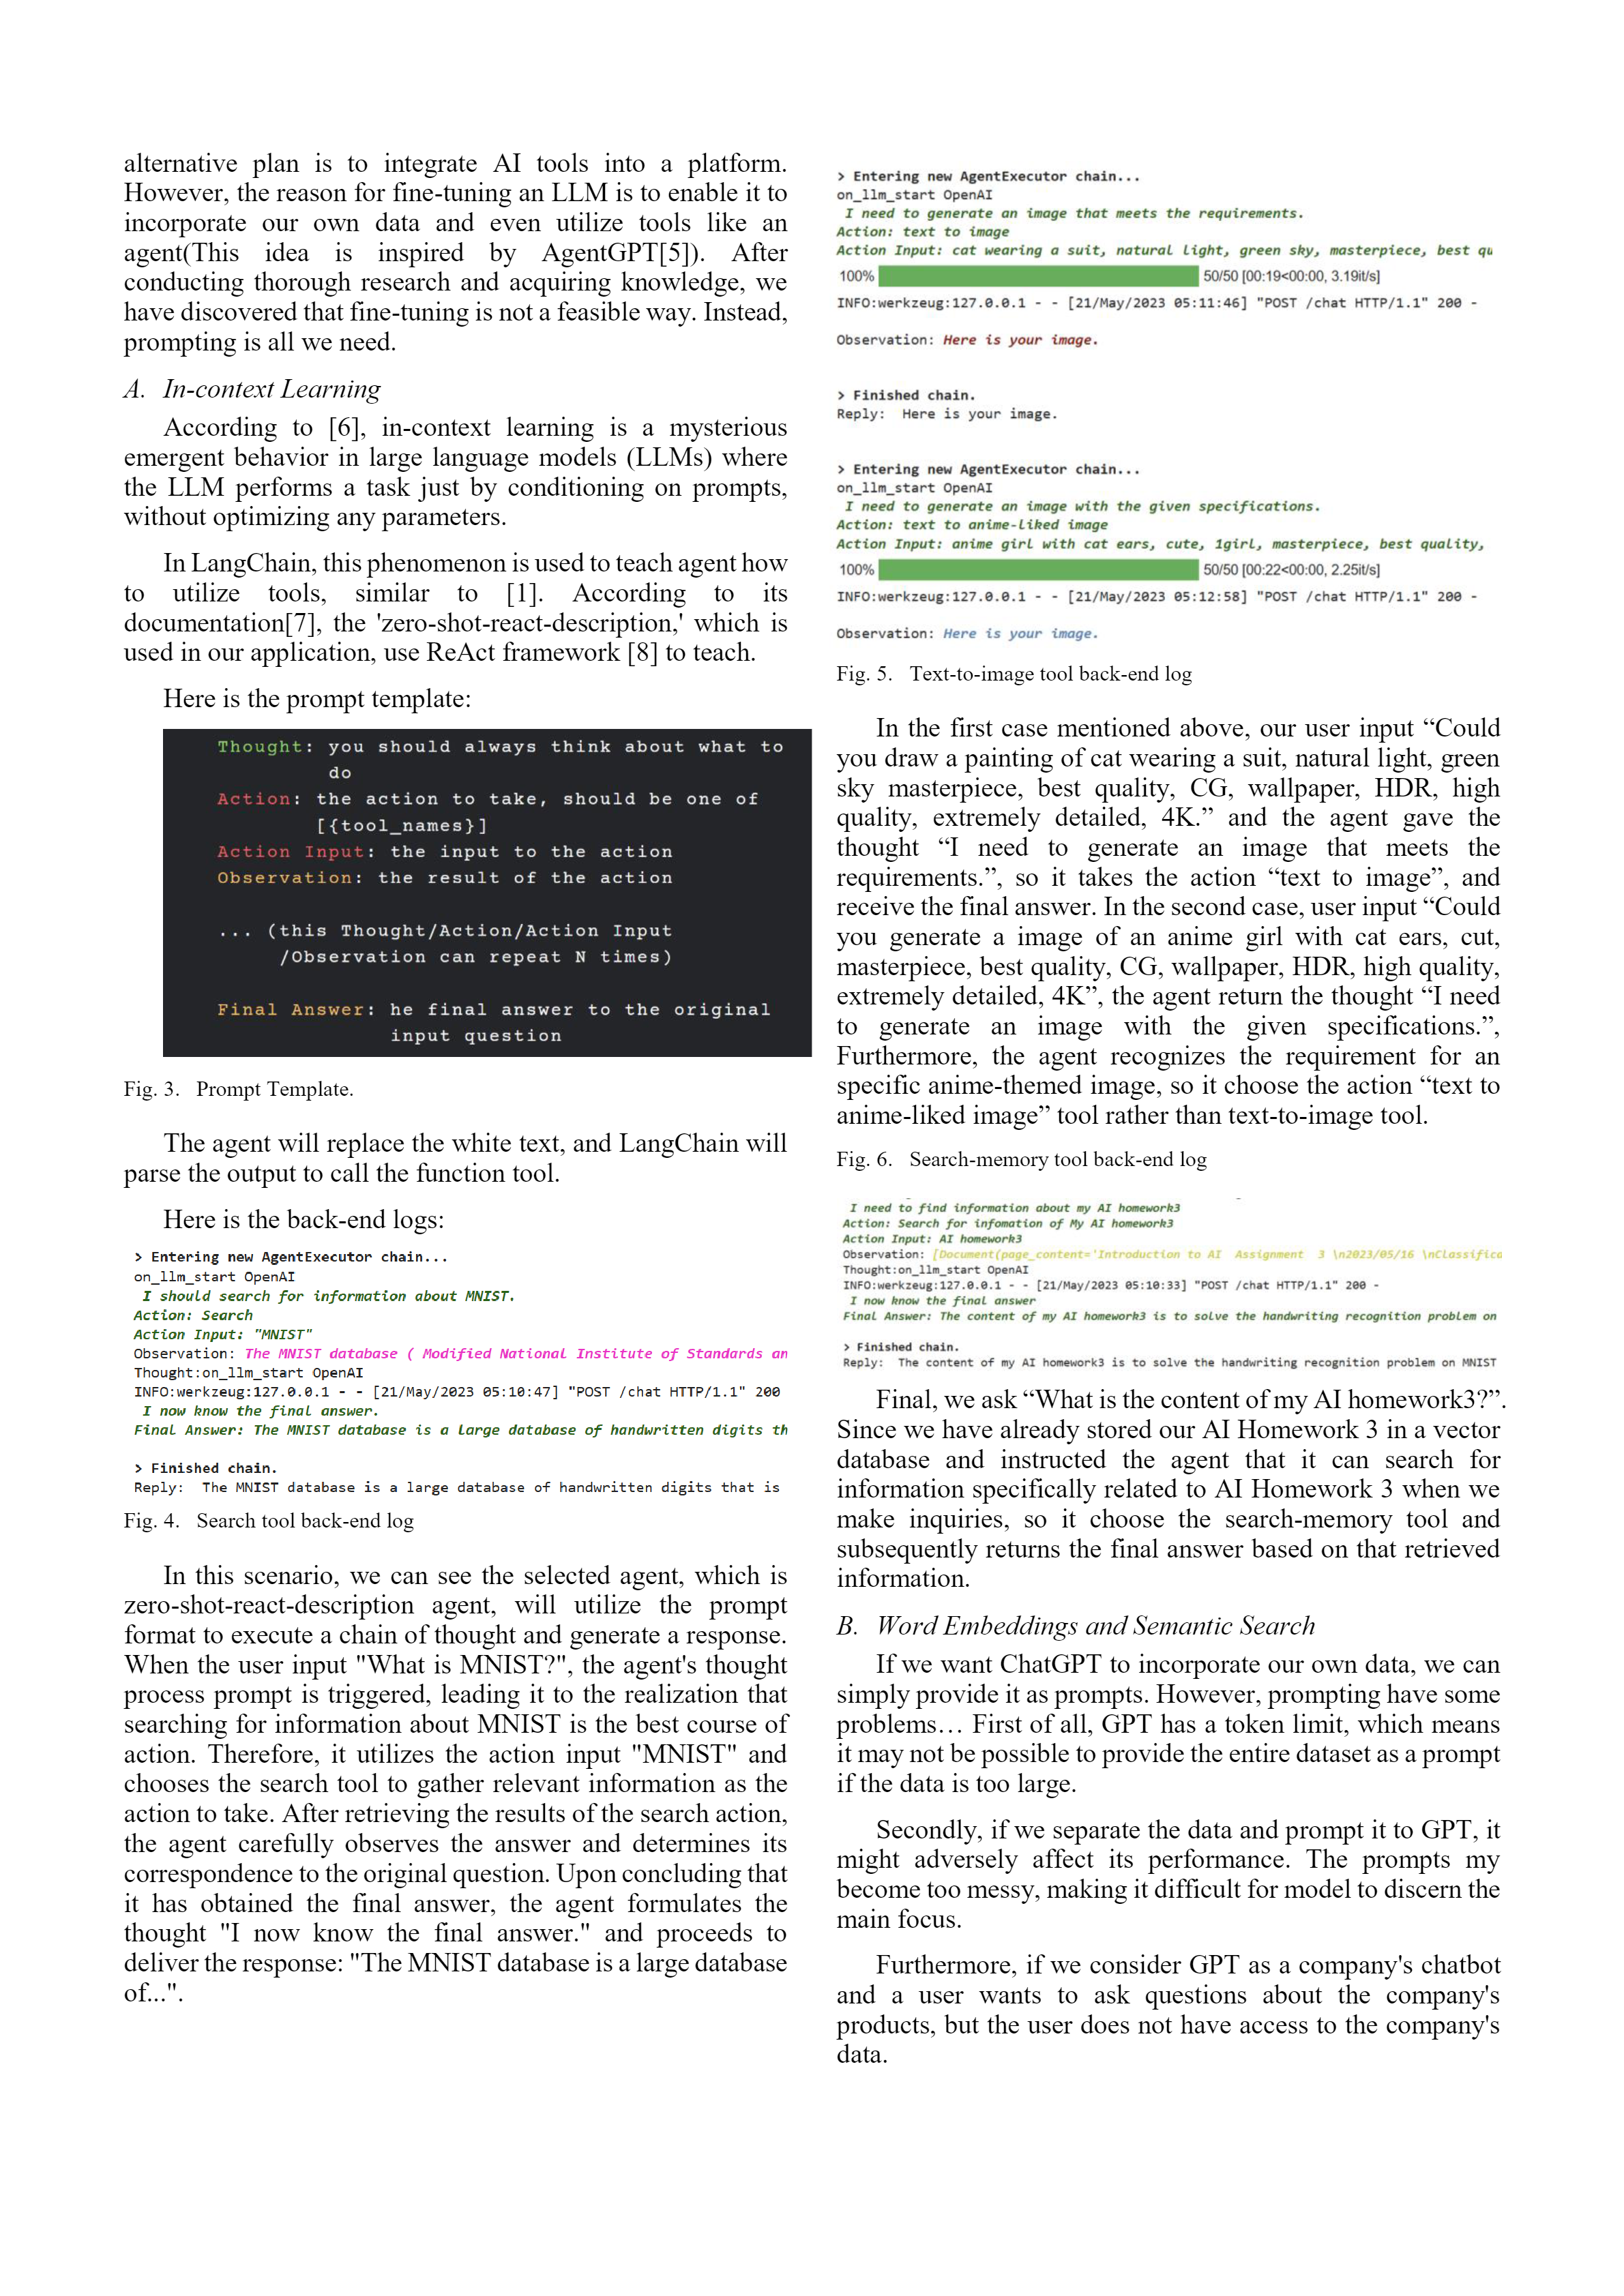 alternative plan is to integrate AI tools into a platform.
However, the reason for fine-tuning an LLM is to enable it to
incorporate our own data and even utilize tools like an
agent(This idea is inspired by AgentGPT[5]). After
conducting thorough research and acquiring knowledge, we
have discovered that fine-tuning is not a feasible way. Instead,
prompting is all we need.
A. In-context Learning
According to [6], in-context learning is a mysterious
emergent behavior in large language models (LLMs) where
the LLM performs a task just by conditioning on prompts,
without optimizing any parameters.
In LangChain, this phenomenon is used to teach agent how
to utilize tools, similar to [1]. According to its
documentation[7], the 'zero-shot-react-description,' which is
used in our application, use ReAct framework [8] to teach.
Here is the prompt template:
Thought: you should always think about what to
do
Action: the action to take, should be one of
[{tool_names}]
Action Input: the input to the action
Observation: the result of the action
... (this Thought/Action/Action Input
/Observation can repeat N times)
Final Answer: he final answer to the original
input question
Fig. 3. Prompt Template.
The agent will replace the white text, and LangChain will
parse the output to call the function tool.
Here is the back-end logs:
> Entering new AgentExecutor chain...
on_llm_start OpenAI
I should search for information about MNIST.
Action: Search
Action Input: "MNIST"
Observation: The MNIST database ( Modified National Institute of Standards an
Thought:on_llm_start OpenAI
INFO:werkzeug:127.0.0.1 - - [21/May/2023 05:10:47] "POST /chat HTTP/1.1" 200
I now know the final answer.
Final Answer: The MNIST database is a large database of handwritten digits th
> Finished chain.
Reply: The MNIST database is a large database of handwritten digits that is
Fig. 4. Search tool back-end log
In this scenario, we can see the selected agent, which is
zero-shot-react-description agent, will utilize the prompt
format to execute a chain of thought and generate a response.
When the user input "What is MNIST?", the agent's thought
process prompt is triggered, leading it to the realization that
searching for information about MNIST is the best course of
action. Therefore, it utilizes the action input "MNIST" and
chooses the search tool to gather relevant information as the
action to take. After retrieving the results of the search action,
the agent carefully observes the answer and determines its
correspondence to the original question. Upon concluding that
it has obtained the final answer, the agent formulates the
thought "I now know the final answer." and proceeds to
deliver the response: "The MNIST database is a large database
of...".
> Entering new AgentExecutor chain...
on_llm_start OpenAI
I need to generate an image that meets the requirements.
Action: text to image
Action Input: cat wearing a suit, natural light, green sky, masterpiece, best qu
100% 50/50 [00:19<00:00, 3.19it/s]
INFO:werkzeug:127.0.0.1 - - [21/May/2023 05:11:46] "POST /chat HTTP/1.1" 200 -
Observation: Here is your image.
> Finished chain.
Reply: Here is your image.
> Entering new AgentExecutor chain...
on_llm_start OpenAI
I need to generate an image with the given specifications.
Action: text to anime-liked image
Action Input: anime girl with cat ears, cute, 1girl, masterpiece, best quality,
100% 50/50 [00:22<00:00, 2.25it/s]
INFO:werkzeug:127.0.0.1 - - [21/May/2023 05:12:58] "POST /chat HTTP/1.1" 200 -
Observation: Here is your image.
Fig. 5. Text-to-image tool back-end log
In the first case mentioned above, our user input “Could
you draw a painting of cat wearing a suit, natural light, green
sky masterpiece, best quality, CG, wallpaper, HDR, high
quality, extremely detailed, 4K.” and the agent gave the
thought “I need to generate an image that meets the
requirements.”, so it takes the action “text to image”, and
receive the final answer. In the second case, user input “Could
you generate a image of an anime girl with cat ears, cut,
masterpiece, best quality, CG, wallpaper, HDR, high quality,
extremely detailed, 4K”, the agent return the thought “I need
to generate an image with the given specifications.”,
Furthermore, the agent recognizes the requirement for an
specific anime-themed image, so it choose the action “text to
anime-liked image” tool rather than text-to-image tool.
Fig. 6. Search-memory tool back-end log
I need to find information about my AI homework3
Action: Search for infomation of My AI homework3
Action Input: AI homework3
Observation: [Document(page_content='Introduction to AI Assignment 3 \n2023/05/16 \nClassifica
Thought:on_llm_start OpenAI
INFO:werkzeug:127.0.0.1 - - [21/May/2023 05:10:33] "POST /chat HTTP/1.1" 200 -
I now know the final answer
Final Answer: The content of my AI homework3 is to solve the handwriting recognition problem on
> Finished chain.
Reply: The content of my AI homework3 is to solve the handwriting recognition problem on MNIST
Final, we ask “What is the content of my AI homework3?”.
Since we have already stored our AI Homework 3 in a vector
database and instructed the agent that it can search for
information specifically related to AI Homework 3 when we
make inquiries, so it choose the search-memory tool and
subsequently returns the final answer based on that retrieved
information.
B. Word Embeddings and Semantic Search
If we want ChatGPT to incorporate our own data, we can
simply provide it as prompts. However, prompting have some
problems… First of all, GPT has a token limit, which means
it may not be possible to provide the entire dataset as a prompt
if the data is too large.
Secondly, if we separate the data and prompt it to GPT, it
might adversely affect its performance. The prompts my
become too messy, making it difficult for model to discern the
main focus.
Furthermore, if we consider GPT as a company's chatbot
and a user wants to ask questions about the company's
products, but the user does not have access to the company's
data.